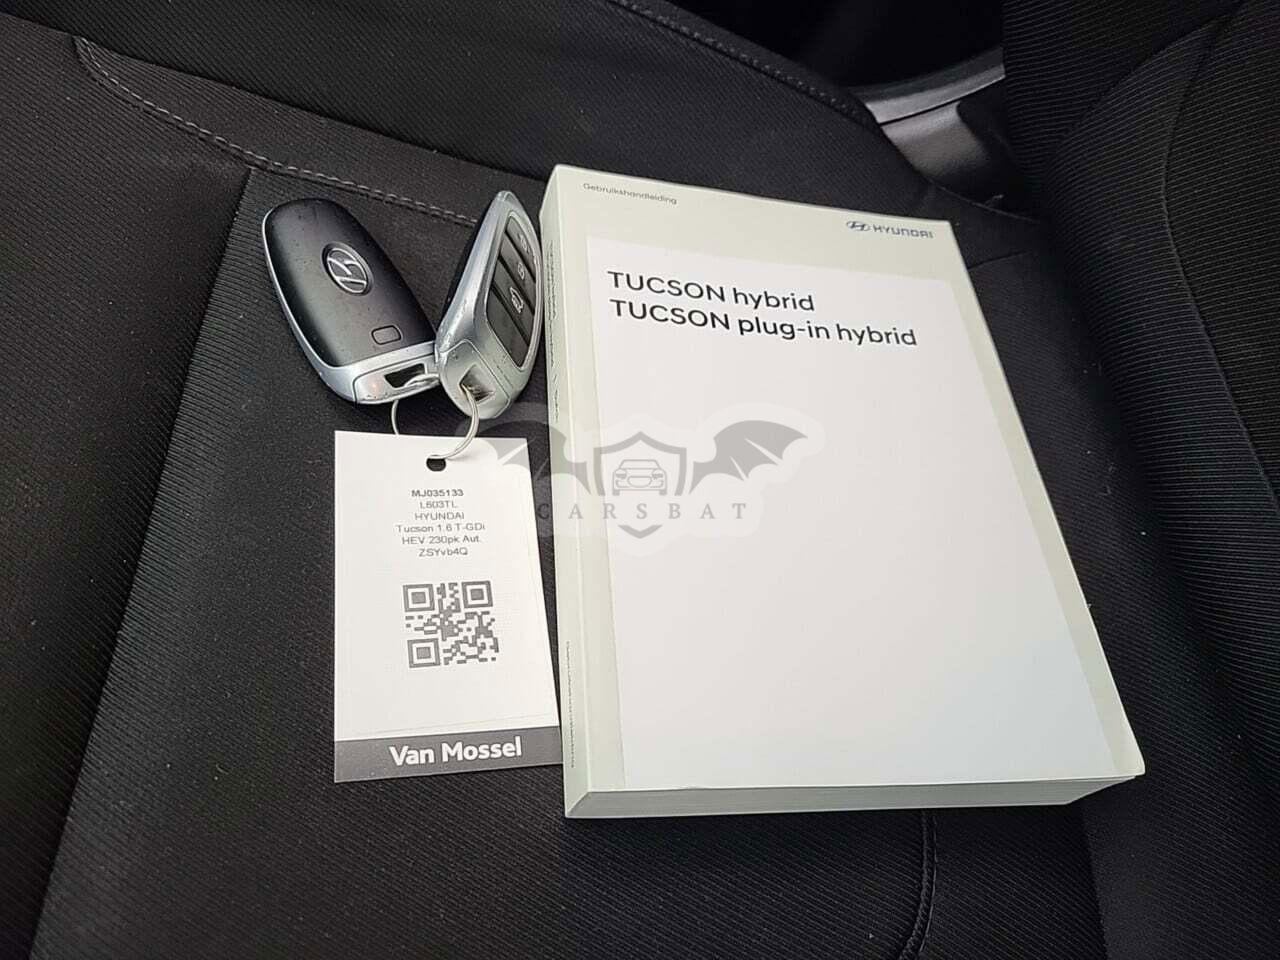 Gebruikshandleiding
HYUNDAI
TUCSON hybrid
TUCSON plug-in hybrid
MJ035133
L603TL
HYUNDAI
Tucson 1.6 T-GDi
HEV 230pk Aut.
ZSYvb4Q
Van Mossel
CARSBAT